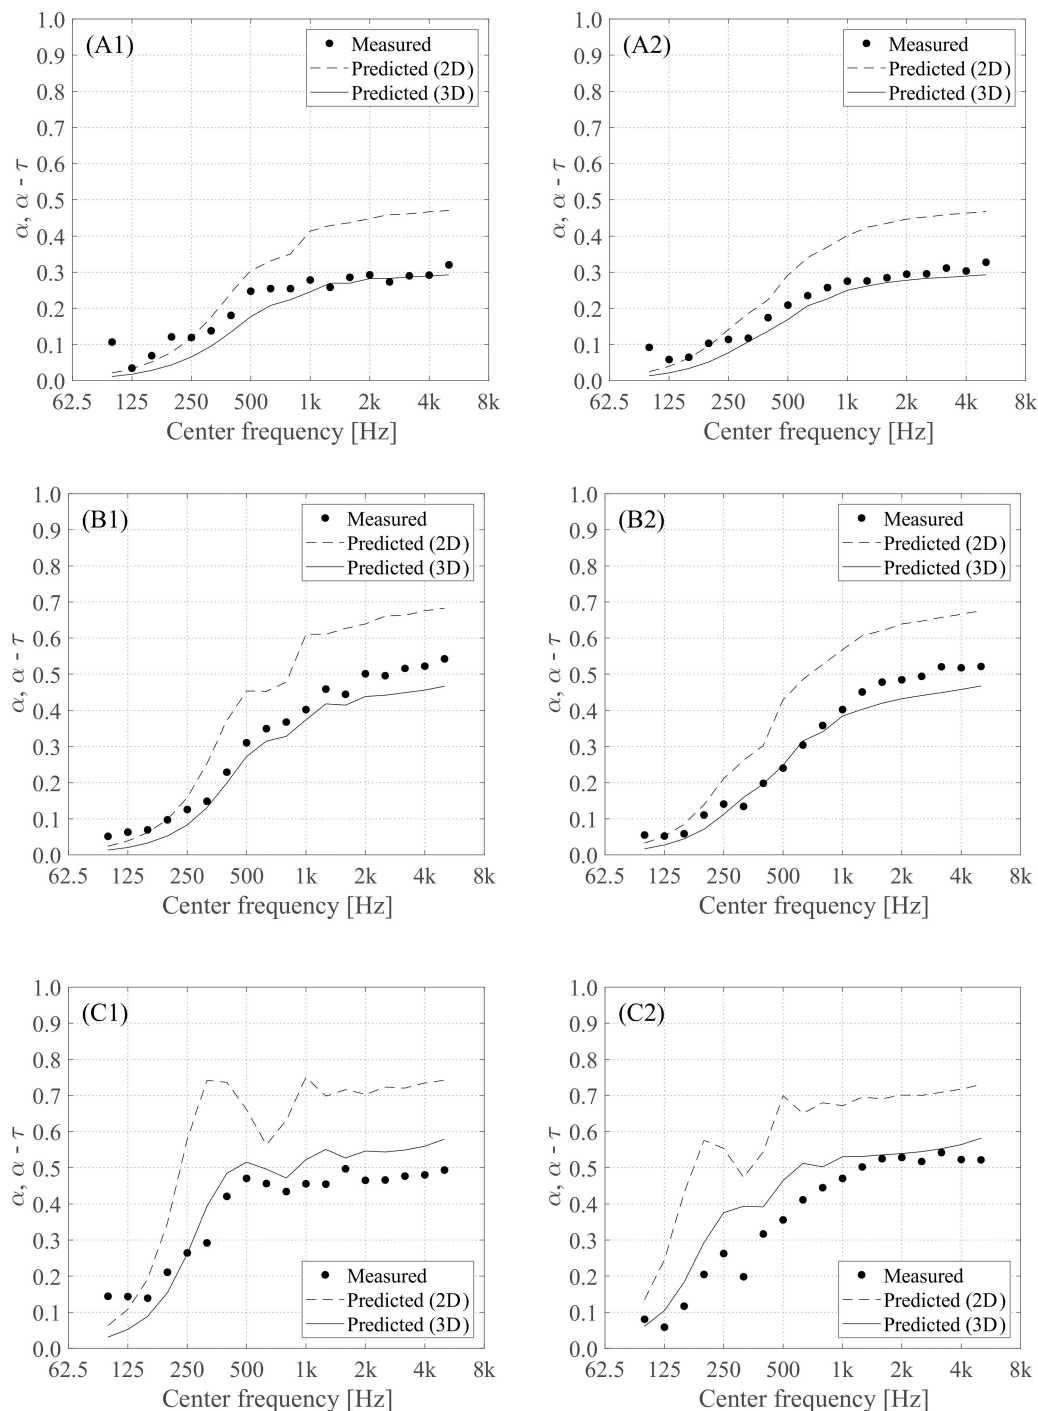 (A1)
Measured
Predicted (2D)
Predicted (3D)
1.0
0.9
0.8
0.7
0.6
0.5
0.4
0.3
0.2
0.1
0.0
α, α - τ
62.5 125 250 500 1k 2k 4k 8k
Center frequency [Hz]
(A2)
Measured
Predicted (2D)
Predicted (3D)
1.0
0.9
0.8
0.7
0.6
0.5
0.4
0.3
0.2
0.1
0.0
α, α - τ
62.5 125 250 500 1k 2k 4k 8k
Center frequency [Hz]
(B1)
Measured
Predicted (2D)
Predicted (3D)
1.0
0.9
0.8
0.7
0.6
0.5
0.4
0.3
0.2
0.1
0.0
α, α - τ
62.5 125 250 500 1k 2k 4k 8k
Center frequency [Hz]
(B2)
Measured
Predicted (2D)
Predicted (3D)
1.0
0.9
0.8
0.7
0.6
0.5
0.4
0.3
0.2
0.1
0.0
α, α - τ
62.5 125 250 500 1k 2k 4k 8k
Center frequency [Hz]
(C1)
1.0
0.9
0.8
0.7
0.6
0.5
0.4
0.3
0.2
0.1
0.0
α, α - τ
Measured
Predicted (2D)
Predicted (3D)
62.5 125 250 500 1k 2k 4k 8k
Center frequency [Hz]
(C2)
1.0
0.9
0.8
0.7
0.6
0.5
0.4
0.3
0.2
0.1
0.0
α, α - τ
Measured
Predicted (2D)
Predicted (3D)
62.5 125 250 500 1k 2k 4k 8k
Center frequency [Hz]